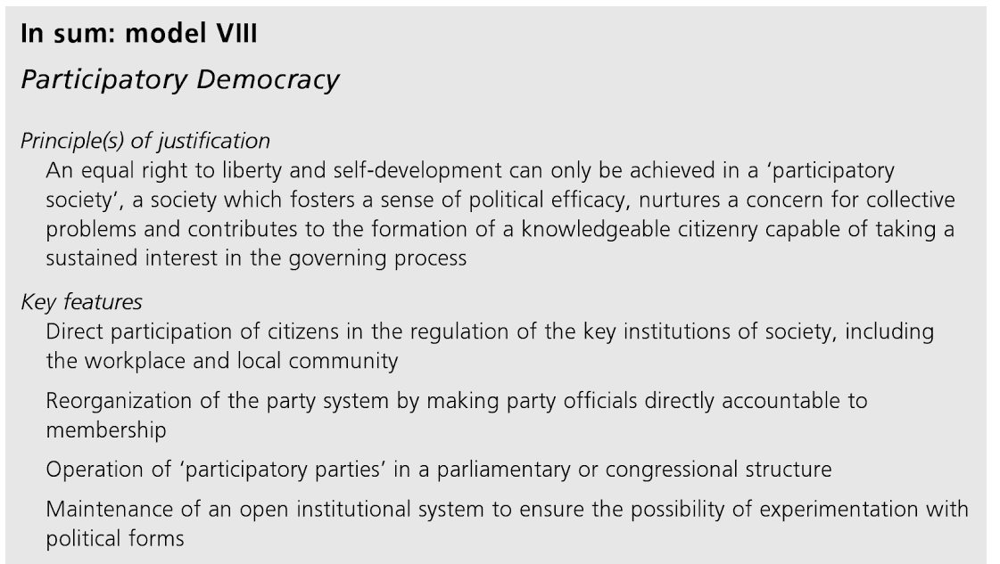 In sum: model VIII
Participatory Democracy
Principle(s) of justification
An equal right to liberty and self-development can only be achieved in a ‘participatory
society’, a society which fosters a sense of political efficacy, nurtures a concern for collective
problems and contributes to the formation of a knowledgeable citizenry capable of taking a
sustained interest in the governing process
Key features
Direct participation of citizens in the regulation of the key institutions of society, including
the workplace and local community
Reorganization of the party system by making party officials directly accountable to
membership
Operation of ‘participatory parties’ in a parliamentary or congressional structure
Maintenance of an open institutional system to ensure the possibility of experimentation with
political forms